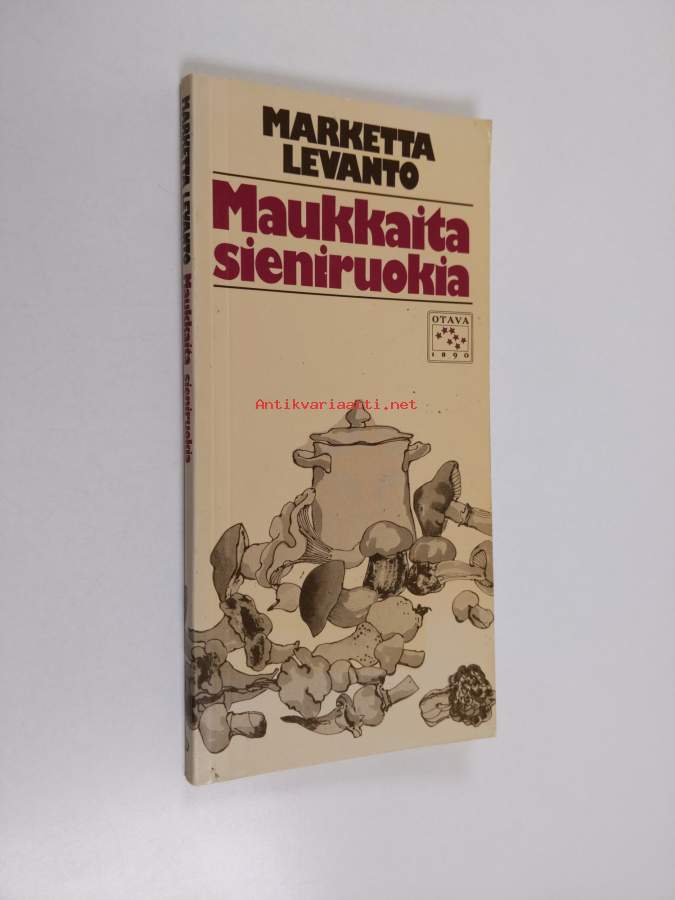 MARKETTA
LEVANTO
Maukkaita
sieniruokia
OTAVA
1890
Antikvariaatti.net
MARKETTA LEVANTO Maukkaita sieniruokia